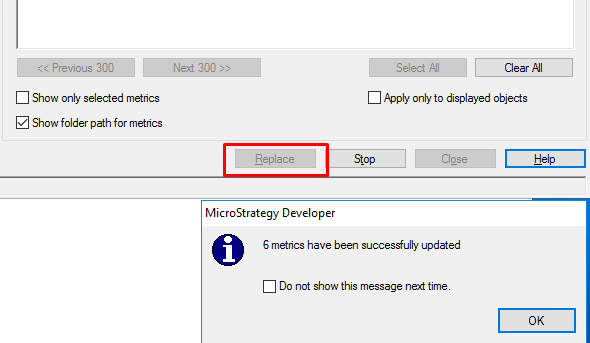 << Previous 300 Next 300 >> Select All Clear All
Show only selected metrics Apply only to displayed objects
Show folder path for metrics
Replace Stop Close Help
MicroStrategy Developer
6 metrics have been successfully updated
Do not show this message next time.
OK